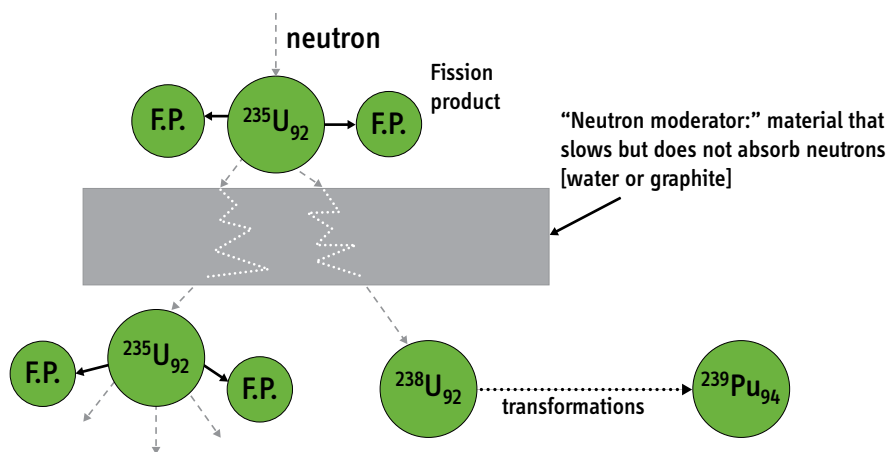 neutron
Fission
product
F.P.
²³⁵U₉₂
F.P.
“Neutron moderator:” material that
slows but does not absorb neutrons
[water or graphite]
F.P.
²³⁵U₉₂
F.P.
²³⁸U₉₂
transformations
²³⁹Pu₉₄